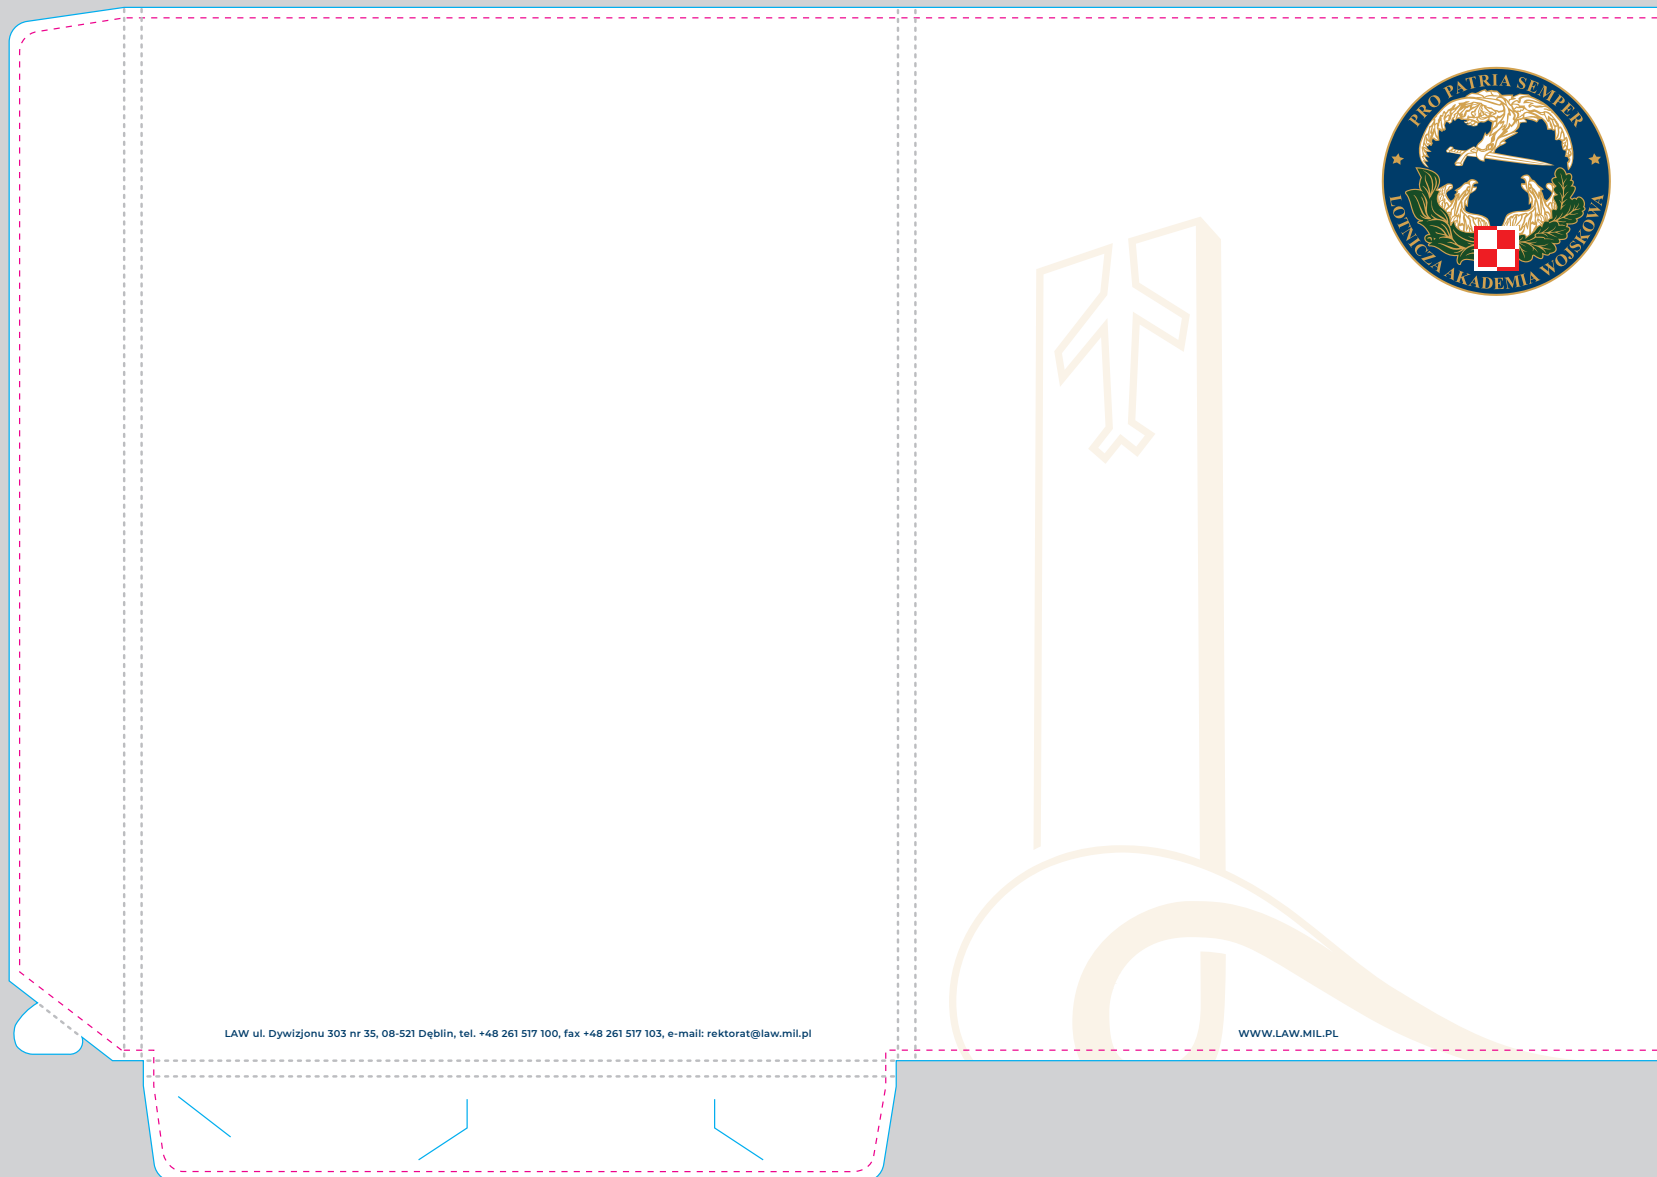 PRO PATRIA SEMPER
LOTNICZA AKADEMIA WOJSKOWA
LAW ul. Dywizjonu 303 nr 35, 08-521 Dęblin, tel. +48 261 517 100, fax +48 261 517 103, e-mail: rektorat@law.mil.pl
WWW.LAW.MIL.PL